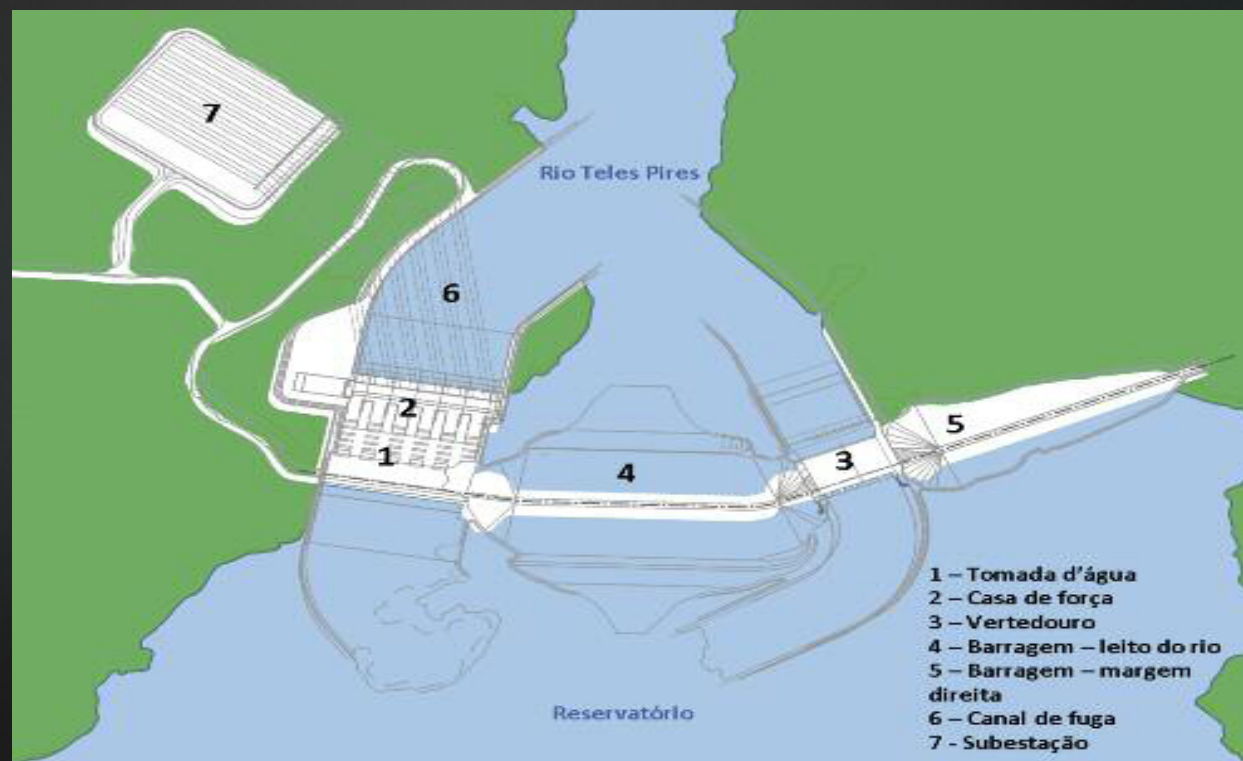 7
Rio Teles Pires
6
2
1
4
3
5
1 – Tomada d'água
2 – Casa de força
3 – Vertedouro
4 – Barragem – leito do rio
5 – Barragem – margem
direita
6 – Canal de fuga
7 - Subestação
Reservatório